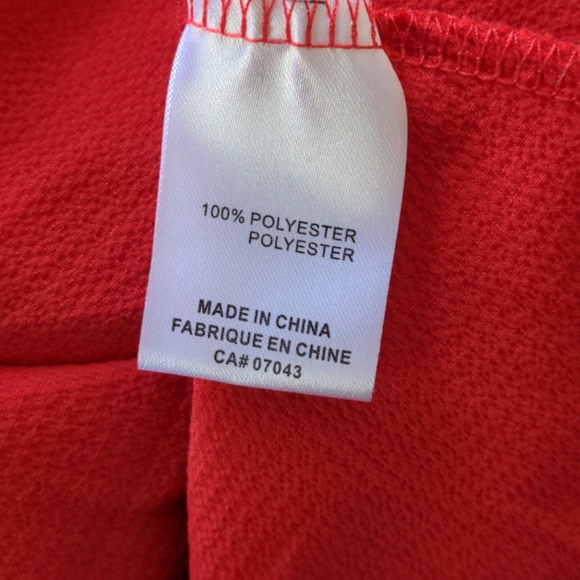 100% POLYESTER
POLYESTER
MADE IN CHINA
FABRIQUE EN CHINE
CA# 07043